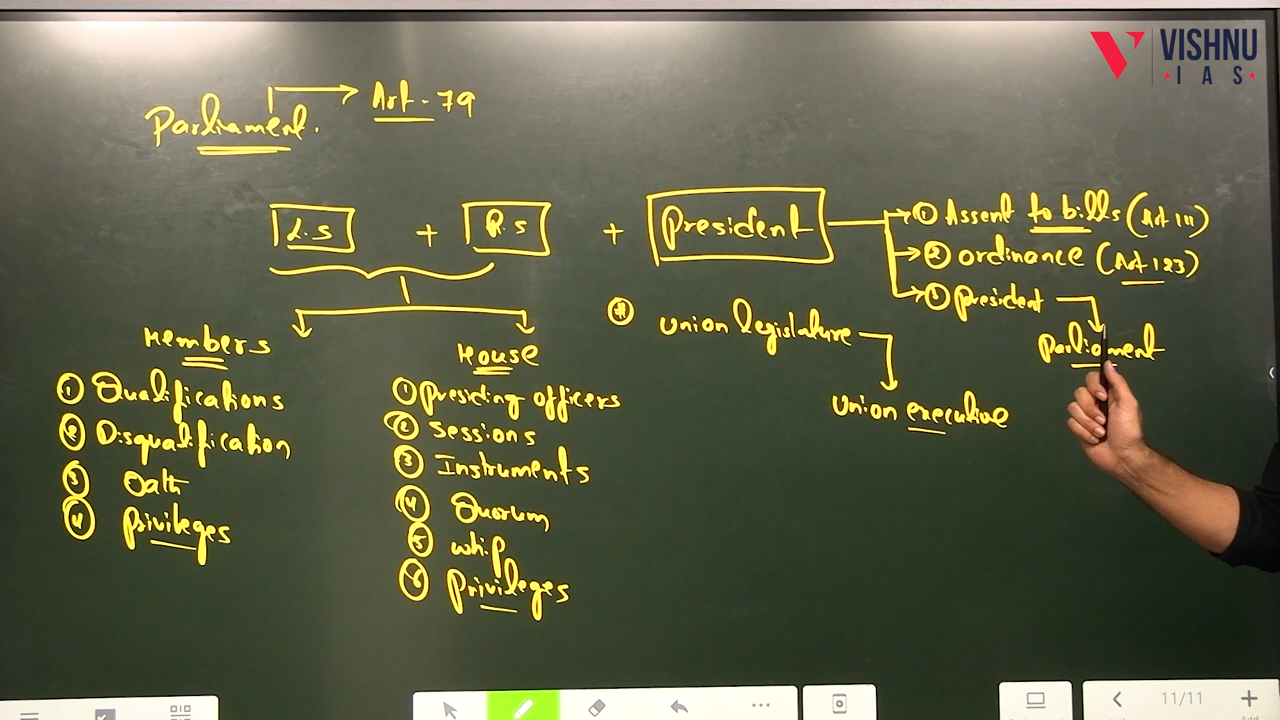 VISHNU
IAS
Parliament. Art - 79
L.S + R.S + President
① Assent to bills (Art 111)
② ordinance (Art 123)
③ president
Parliament
* union legislature
union executive
Members
① Qualifications
② Disqualification
③ Oath
④ Privileges
House
① Presiding officers
② Sessions
③ Instruments
④ Quorum
⑤ whip
⑥ Privileges
11/11